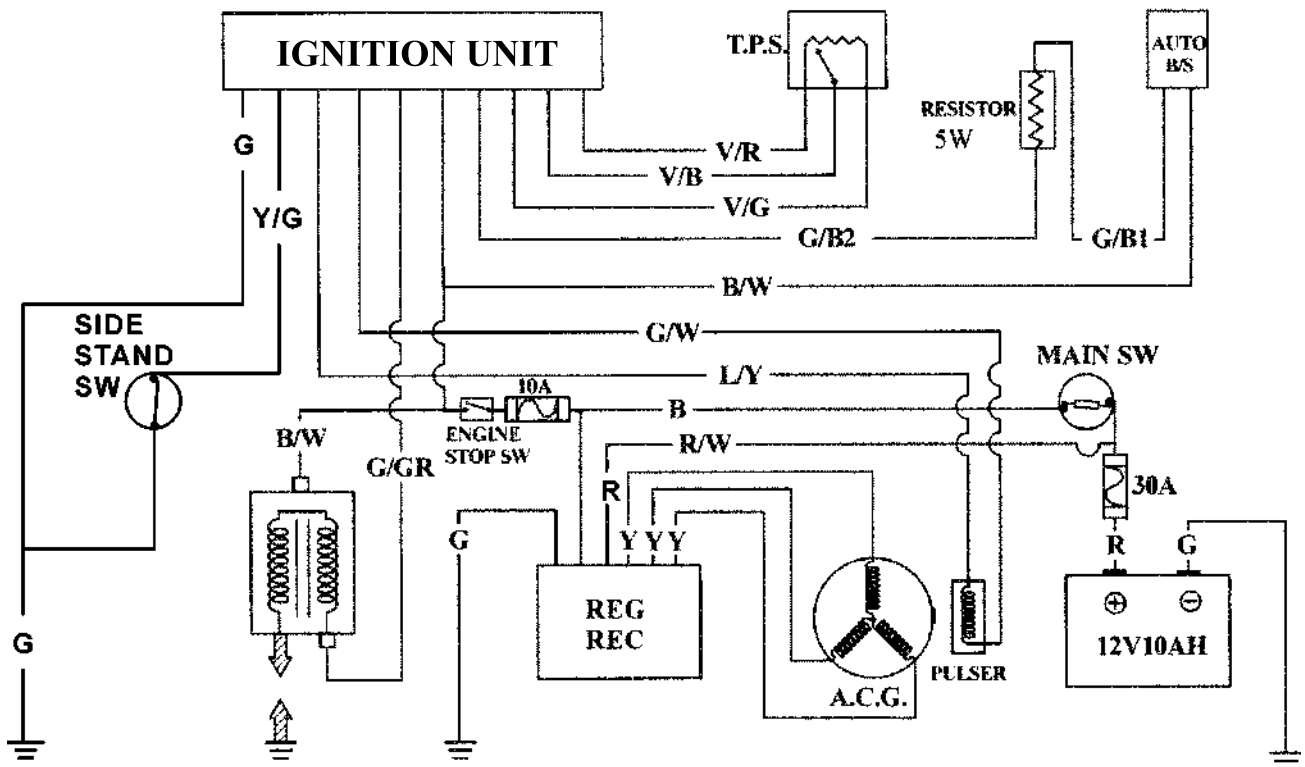 IGNITION UNIT
T.P.S.
AUTO
B/S
RESISTOR
5W
G
Y/G
V/R
V/B
V/G
G/B2
G/B1
B/W
SIDE
STAND
SW
G/W
MAIN SW
L/Y
10A
B
B/W
ENGINE
STOP SW
R/W
G/GR
30A
R
G
Y Y Y
R
G
REG
REC
+
-
12V10AH
G
PULSER
A.C.G.